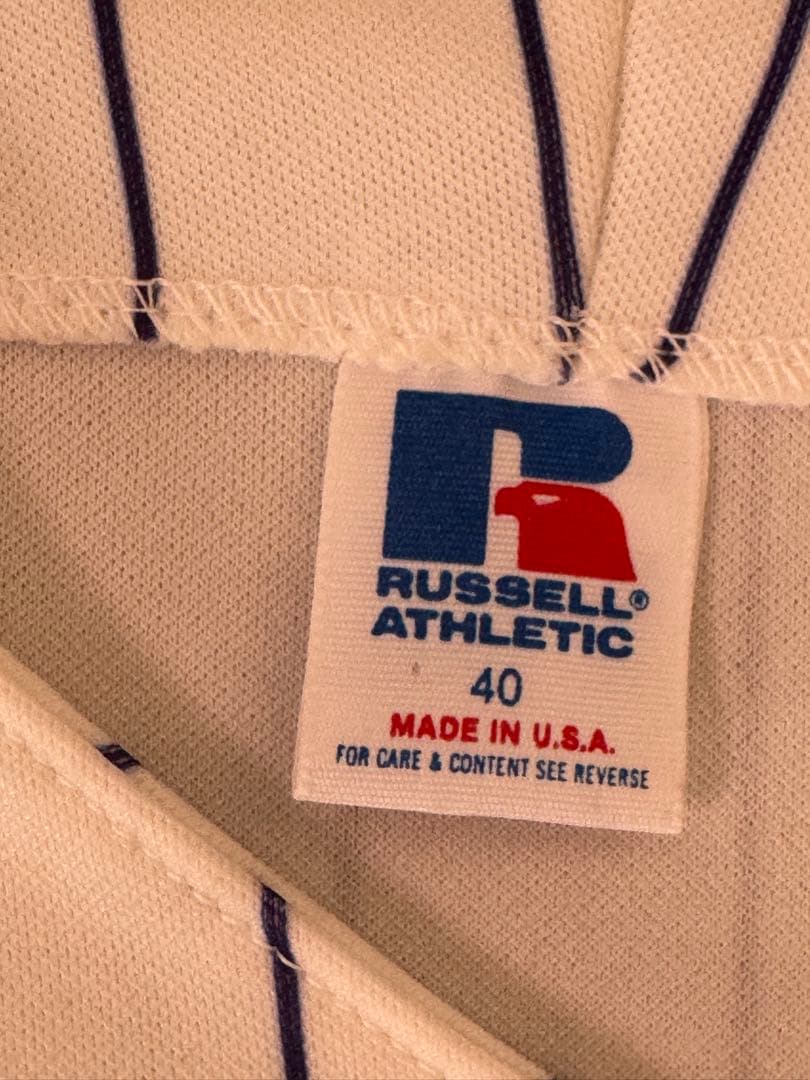 RUSSELL®
ATHLETIC
40
MADE IN U.S.A.
FOR CARE & CONTENT SEE REVERSE